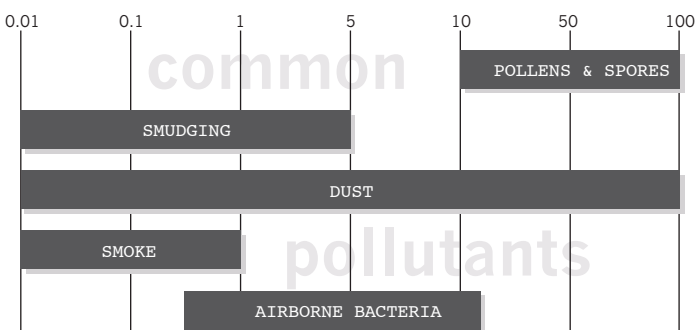 0.01 0.1 1 5 10 50 100
common
POLLENS & SPORES
SMUDGING
DUST
SMOKE
pollutants
AIRBORNE BACTERIA